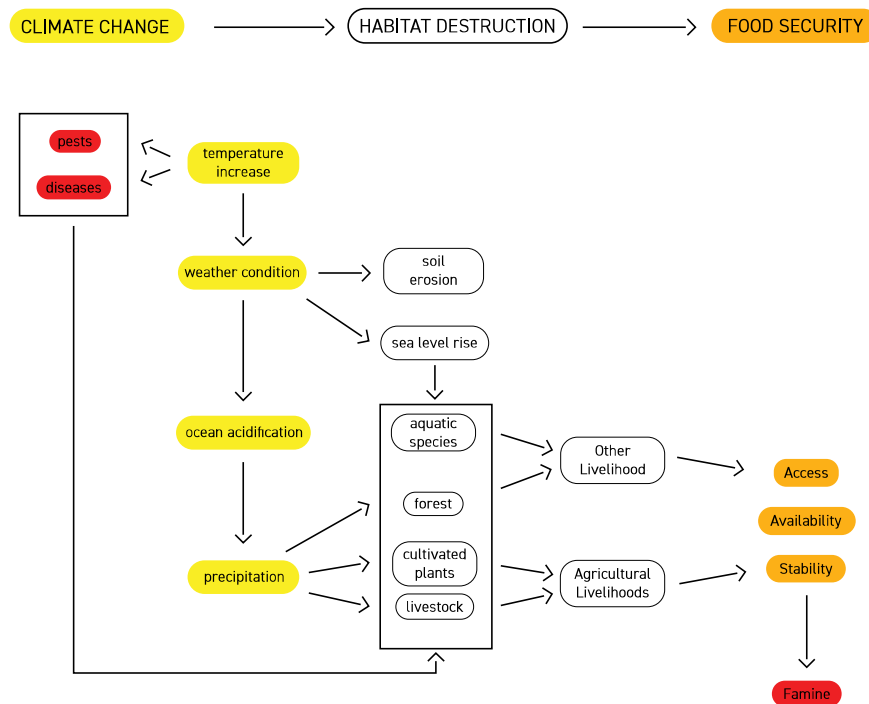 CLIMATE CHANGE
HABITAT DESTRUCTION
FOOD SECURITY
pests
diseases
temperature
increase
weather condition
soil
erosion
sea level rise
ocean acidification
aquatic
species
Other
Livelihood
Access
forest
Availability
precipitation
cultivated
plants
livestock
Agricultural
Livelihoods
Stability
Famine